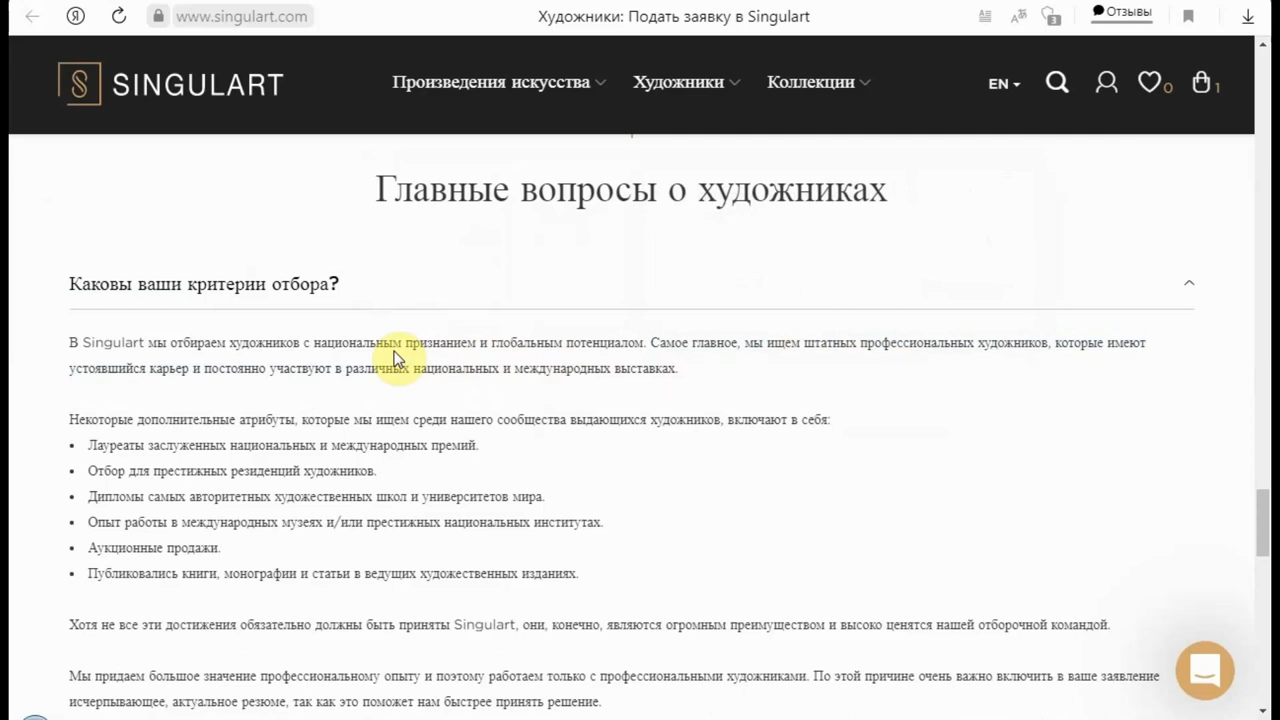 www.singulart.com
Художники: Подать заявку в Singulart
3
Отзывы
SINGULART
Произведения искусства
Художники
Коллекции
EN
0
1
Главные вопросы о художниках
Каковы ваши критерии отбора?
В Singulart мы отбираем художников с национальным признанием и глобальным потенциалом. Самое главное, мы ищем штатных профессиональных художников, которые имеют
устоявшийся карьер и постоянно участвуют в различных национальных и международных выставках.
Некоторые дополнительные атрибуты, которые мы ищем среди нашего сообщества выдающихся художников, включают в себя:
• Лауреаты заслуженных национальных и международных премий.
• Отбор для престижных резиденций художников.
• Дипломы самых авторитетных художественных школ и университетов мира.
• Опыт работы в международных музеях и/или престижных национальных институтах.
• Аукционные продажи.
• Публиковались книги, монографии и статьи в ведущих художественных изданиях.
Хотя не все эти достижения обязательно должны быть приняты Singulart, они, конечно, являются огромным преимуществом и высоко ценятся нашей отборочной командой.
Мы придаем большое значение профессиональному опыту и поэтому работаем только с профессиональными художниками. По этой причине очень важно включить в ваше заявление
исчерпывающее, актуальное резюме, так как это поможет нам быстрее принять решение.